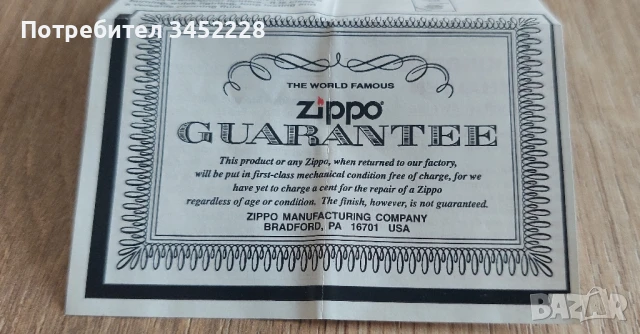 Потребител 3452228
THE WORLD FAMOUS
Zippo®
GUARANTEE
This product or any Zippo, when returned to our factory,
will be put in first-class mechanical condition free of charge, for we
have yet to charge a cent for the repair of a Zippo
regardless of age or condition. The finish, however, is not guaranteed.
ZIPPO MANUFACTURING COMPANY
BRADFORD, PA 16701 USA
BAZAR